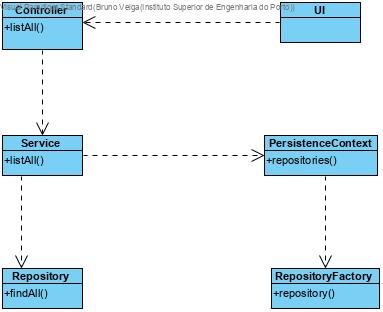 Visual Paradigm Standard(Bruno Veiga(Instituto Superior de Engenharia do Porto))
Controller
+listAll()
UI
Service
+listAll()
PersistenceContext
+repositories()
Repository
+findAll()
RepositoryFactory
+repository()